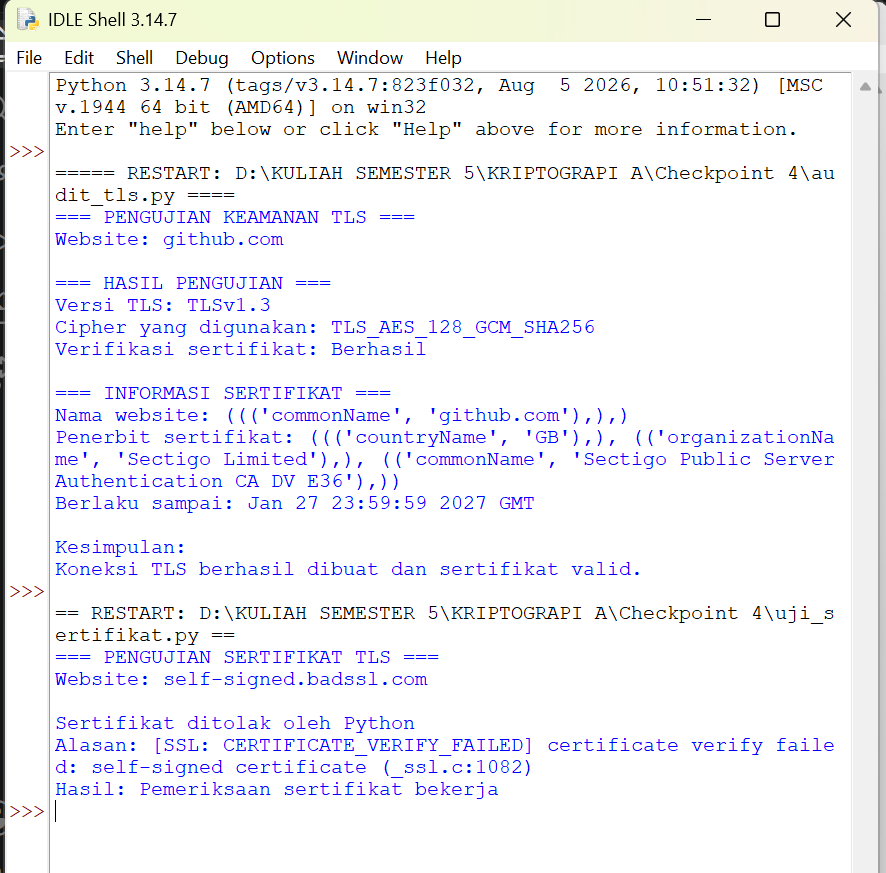 IDLE Shell 3.14.7
File Edit Shell Debug Options Window Help
Python 3.14.7 (tags/v3.14.7:823f032, Aug  5 2026, 10:51:32) [MSC
v.1944 64 bit (AMD64)] on win32
Enter "help" below or click "Help" above for more information.
>>>
===== RESTART: D:\KULIAH SEMESTER 5\KRIPTOGRAPI A\Checkpoint 4\au
dit_tls.py ====
=== PENGUJIAN KEAMANAN TLS ===
Website: github.com
=== HASIL PENGUJIAN ===
Versi TLS: TLSv1.3
Cipher yang digunakan: TLS_AES_128_GCM_SHA256
Verifikasi sertifikat: Berhasil
=== INFORMASI SERTIFIKAT ===
Nama website: ((('commonName', 'github.com'),),)
Penerbit sertifikat: ((('countryName', 'GB'),), (('organizationNa
me', 'Sectigo Limited'),), (('commonName', 'Sectigo Public Server
Authentication CA DV E36'),))
Berlaku sampai: Jan 27 23:59:59 2027 GMT
Kesimpulan:
Koneksi TLS berhasil dibuat dan sertifikat valid.
>>>
== RESTART: D:\KULIAH SEMESTER 5\KRIPTOGRAPI A\Checkpoint 4\uji_s
ertifikat.py ==
=== PENGUJIAN SERTIFIKAT TLS ===
Website: self-signed.badssl.com
Sertifikat ditolak oleh Python
Alasan: [SSL: CERTIFICATE_VERIFY_FAILED] certificate verify faile
d: self-signed certificate (_ssl.c:1082)
Hasil: Pemeriksaan sertifikat bekerja
>>>